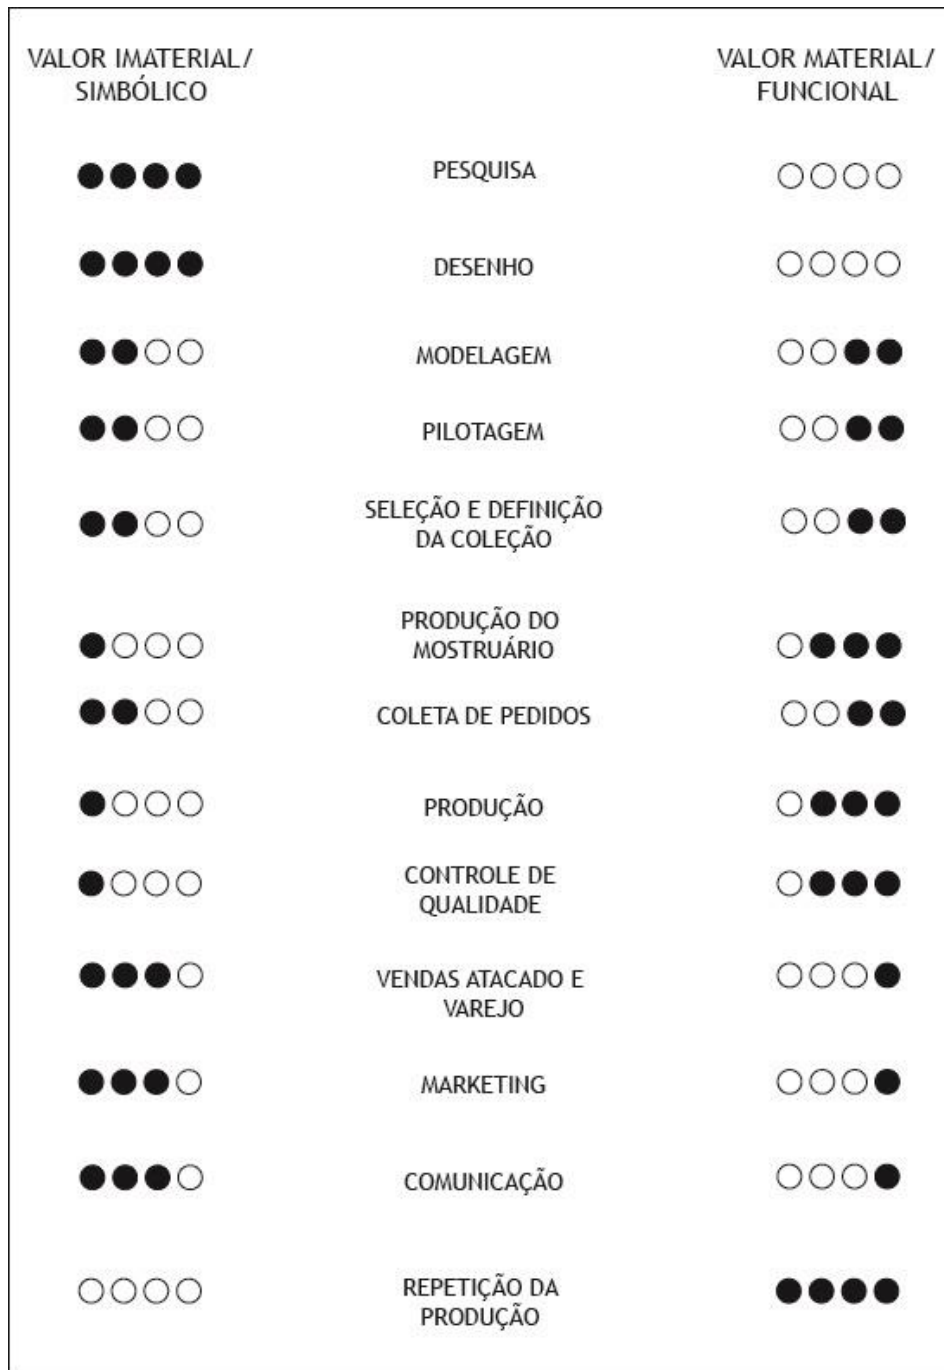 VALOR IMATERIAL/
SIMBÓLICO
VALOR MATERIAL/
FUNCIONAL
PESQUISA
DESENHO
MODELAGEM
PILOTAGEM
SELEÇÃO E DEFINIÇÃO
DA COLEÇÃO
PRODUÇÃO DO
MOSTRUÁRIO
COLETA DE PEDIDOS
PRODUÇÃO
CONTROLE DE
QUALIDADE
VENDAS ATACADO E
VAREJO
MARKETING
COMUNICAÇÃO
REPETIÇÃO DA
PRODUÇÃO